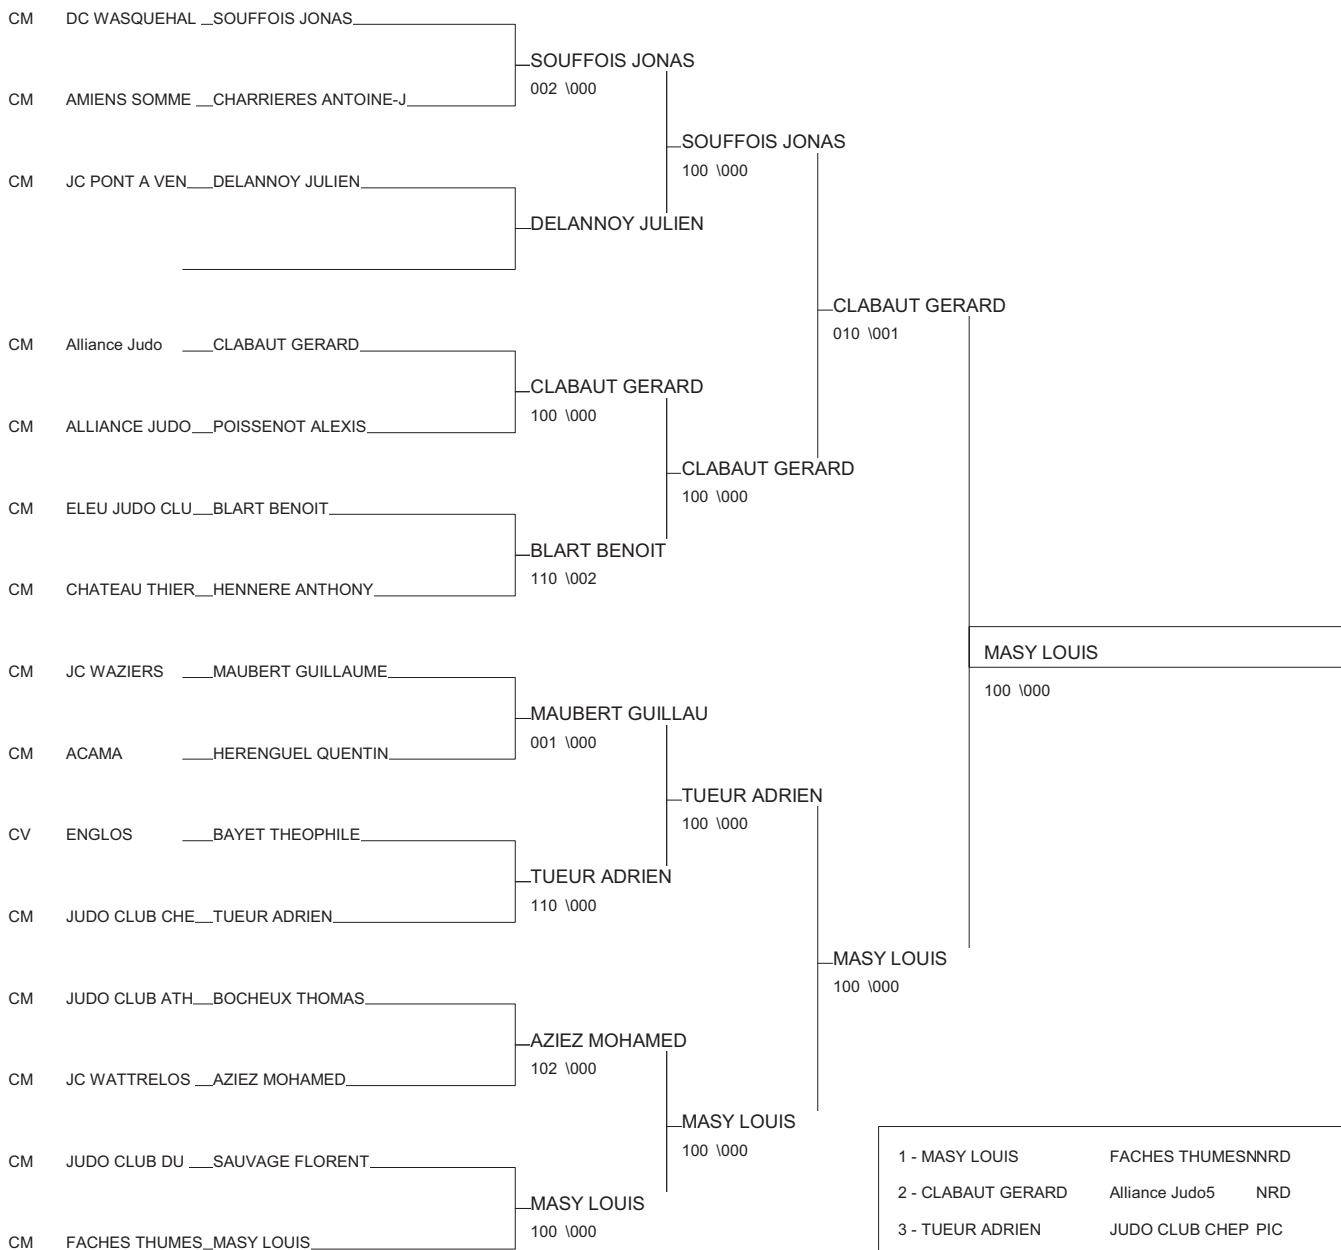 CM DC WASQUEHAL SOUFFOIS JONAS
SOUFFOIS JONAS
002 \000
CM AMIENS SOMME CHARRIERES ANTOINE-J
SOUFFOIS JONAS
100 \000
CM JC PONT A VEN DELANNOY JULIEN
DELANNOY JULIEN
CLABAUT GERARD
010 \001
CM Alliance Judo CLABAUT GERARD
CLABAUT GERARD
100 \000
CM ALLIANCE JUDO POISSENOT ALEXIS
CLABAUT GERARD
100 \000
CM ELEU JUDO CLU BLART BENOIT
BLART BENOIT
110 \002
CM CHATEAU THIER HENNERE ANTHONY
MASY LOUIS
100 \000
CM JC WAZIERS MAUBERT GUILLAUME
MAUBERT GUILLAU
001 \000
CM ACAMA HERENGUEL QUENTIN
TUEUR ADRIEN
100 \000
CV ENGLOS BAYET THEOPHILE
TUEUR ADRIEN
110 \000
CM JUDO CLUB CHE TUEUR ADRIEN
MASY LOUIS
100 \000
CM JUDO CLUB ATH BOCHEUX THOMAS
AZIEZ MOHAMED
102 \000
CM JC WATTRELOS AZIEZ MOHAMED
MASY LOUIS
100 \000
CM JUDO CLUB DU SAUVAGE FLORENT
MASY LOUIS
100 \000
CM FACHES THUMES MASY LOUIS
1 - MASY LOUIS FACHES THUMESNNRD
2 - CLABAUT GERARD Alliance Judo5 NRD
3 - TUEUR ADRIEN JUDO CLUB CHEP PIC